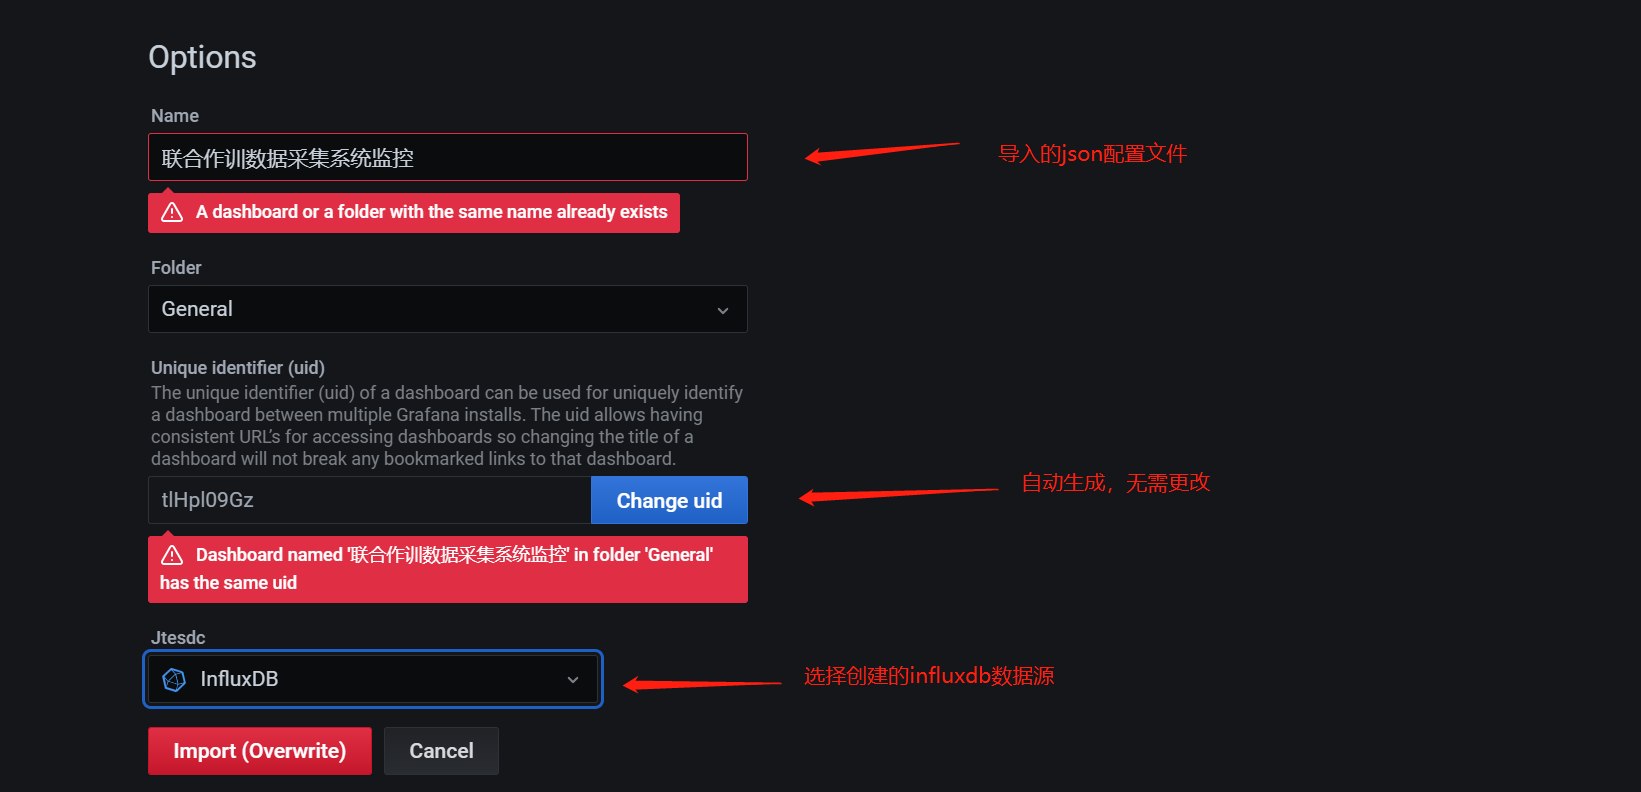 Options
Name
联合作训数据采集系统监控
导入的json配置文件
A dashboard or a folder with the same name already exists
Folder
General
Unique identifier (uid)
The unique identifier (uid) of a dashboard can be used for uniquely identify
a dashboard between multiple Grafana installs. The uid allows having
consistent URL's for accessing dashboards so changing the title of a
dashboard will not break any bookmarked links to that dashboard.
tlHpl09Gz
Change uid
自动生成，无需更改
Dashboard named '联合作训数据采集系统监控' in folder 'General'
has the same uid
Jtesdc
InfluxDB
选择创建的influxdb数据源
Import (Overwrite)
Cancel